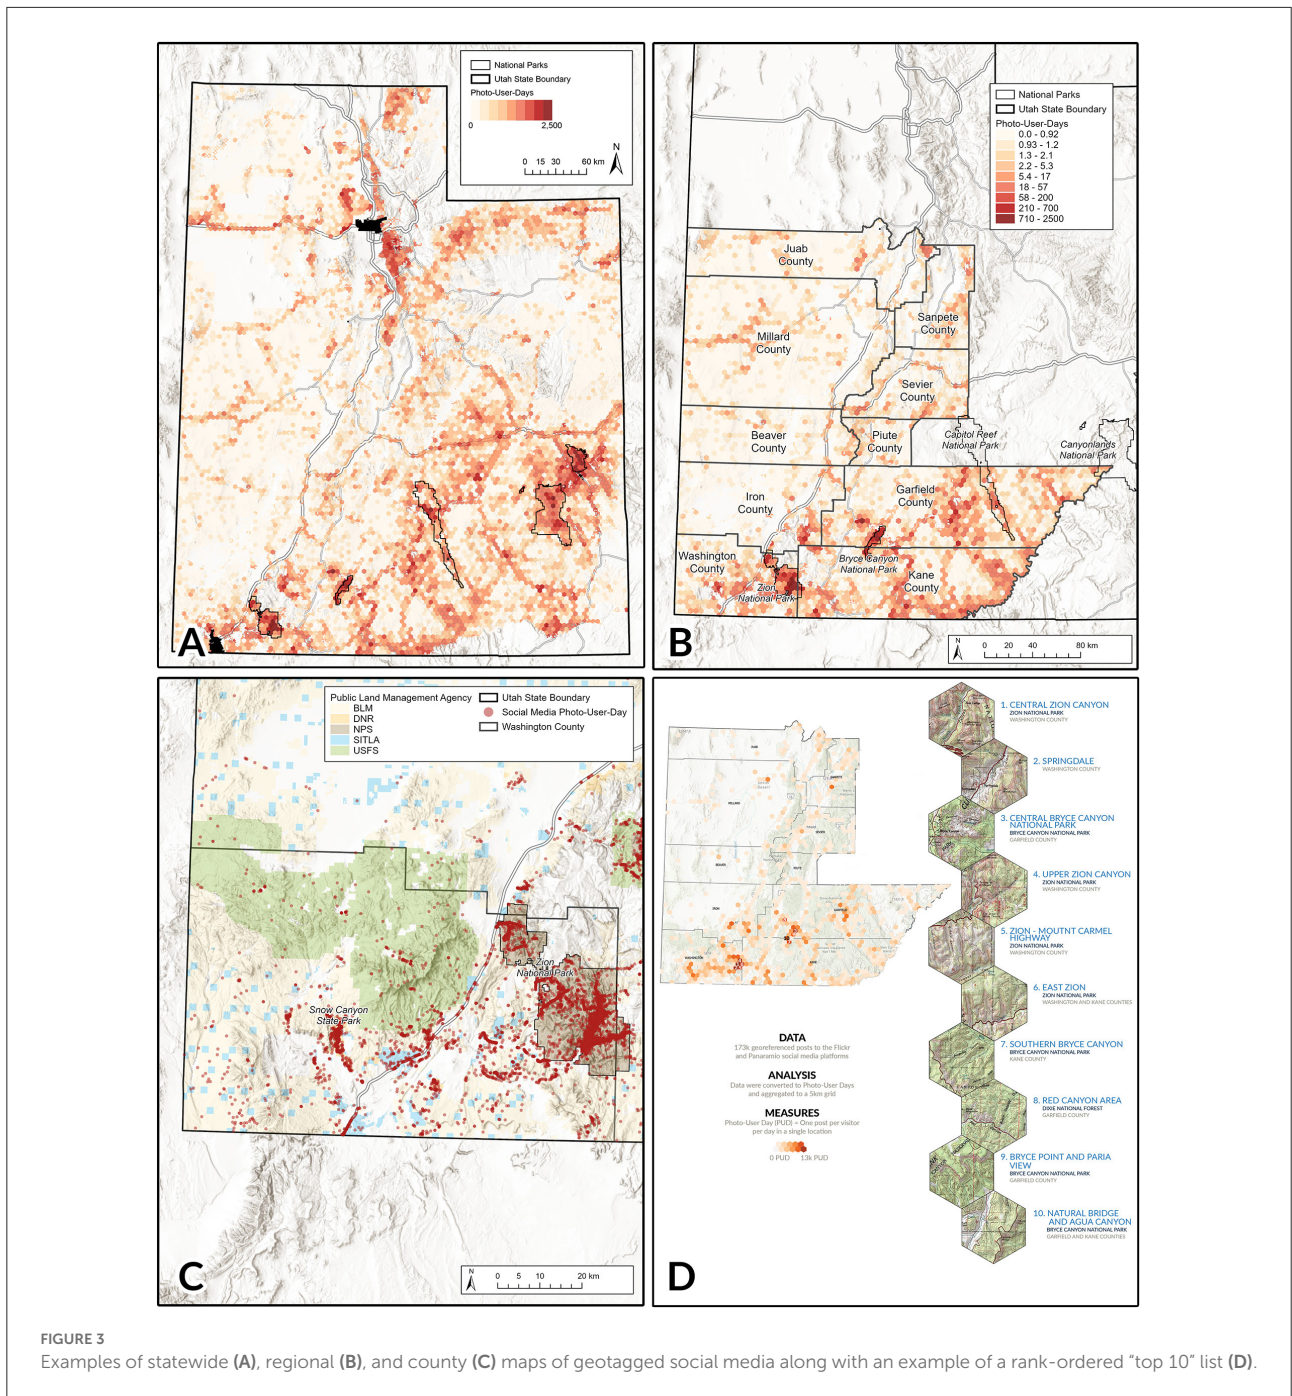 National Parks
Utah State Boundary
Photo-User-Days
0 2,500
N
0 15 30 60 km
A
National Parks
Utah State Boundary
Photo-User-Days
0.0 - 0.92
0.93 - 1.2
1.3 - 2.1
2.2 - 5.3
5.4 - 17
18 - 57
58 - 200
210 - 700
710 - 2500
Juab
County
Sanpete
County
Millard
County
Sevier
County
Beaver
County
Piute
County
Capitol Reef
National Park
Canyonlands
National Park
Garfield
County
Iron
County
Washington
County
Bryce Canyon
National Park
Kane
County
Zion
National Park
N
0 20 40 80 km
B
Public Land Management Agency
BLM
DNR
NPS
SITLA
USFS
Utah State Boundary
Social Media Photo-User-Day
Washington County
Zion
National Park
Snow Canyon
State Park
N
0 5 10 20 km
C
JUAB
MILLARD
SEVIER
BEAVER
PIUTE
IRON
GARFIELD
WASHINGTON
KANE
DATA
173k georeferenced posts to the Flickr
and Panaramio social media platforms
ANALYSIS
Data were converted to Photo-User Days
and aggregated to a 5km grid
MEASURES
Photo-User Day (PUD) = One post per visitor
per day in a single location
0 PUD 13k PUD
1. CENTRAL ZION CANYON
ZION NATIONAL PARK
WASHINGTON COUNTY
2. SPRINGDALE
WASHINGTON COUNTY
3. CENTRAL BRYCE CANYON
NATIONAL PARK
BRYCE CANYON NATIONAL PARK
GARFIELD COUNTY
4. UPPER ZION CANYON
ZION NATIONAL PARK
WASHINGTON COUNTY
5. ZION - MOUTNT CARMEL
HIGHWAY
ZION NATIONAL PARK
WASHINGTON COUNTY
6. EAST ZION
ZION NATIONAL PARK
WASHINGTON AND KANE COUNTIES
7. SOUTHERN BRYCE CANYON
BRYCE CANYON NATIONAL PARK
KANE COUNTY
8. RED CANYON AREA
DIXIE NATIONAL FOREST
GARFIELD COUNTY
9. BRYCE POINT AND PARIA
VIEW
BRYCE CANYON NATIONAL PARK
GARFIELD COUNTY
10. NATURAL BRIDGE
AND AGUA CANYON
BRYCE CANYON NATIONAL PARK
GARFIELD AND KANE COUNTIES
D
FIGURE 3
Examples of statewide (A), regional (B), and county (C) maps of geotagged social media along with an example of a rank-ordered “top 10” list (D).